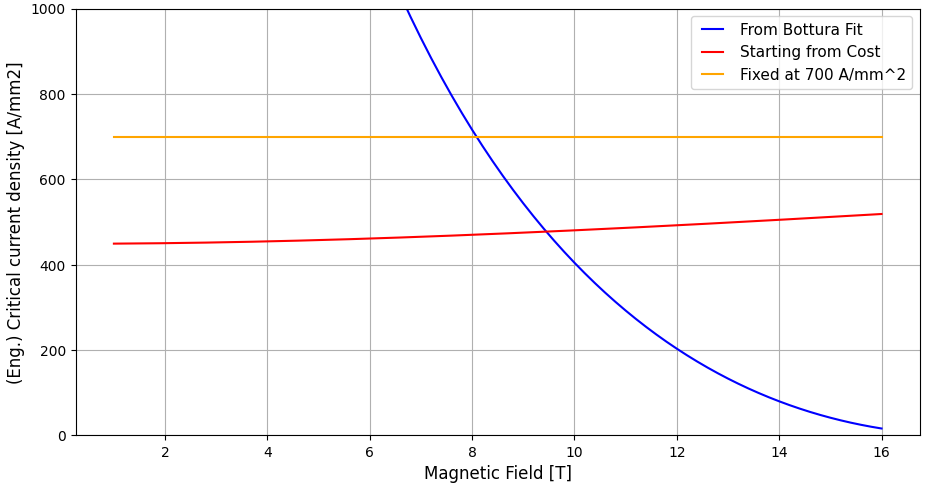 1000
800
600
400
200
0
(Eng.) Critical current density [A/mm2]
From Bottura Fit
Starting from Cost
Fixed at 700 A/mm^2
2 4 6 8 10 12 14 16
Magnetic Field [T]